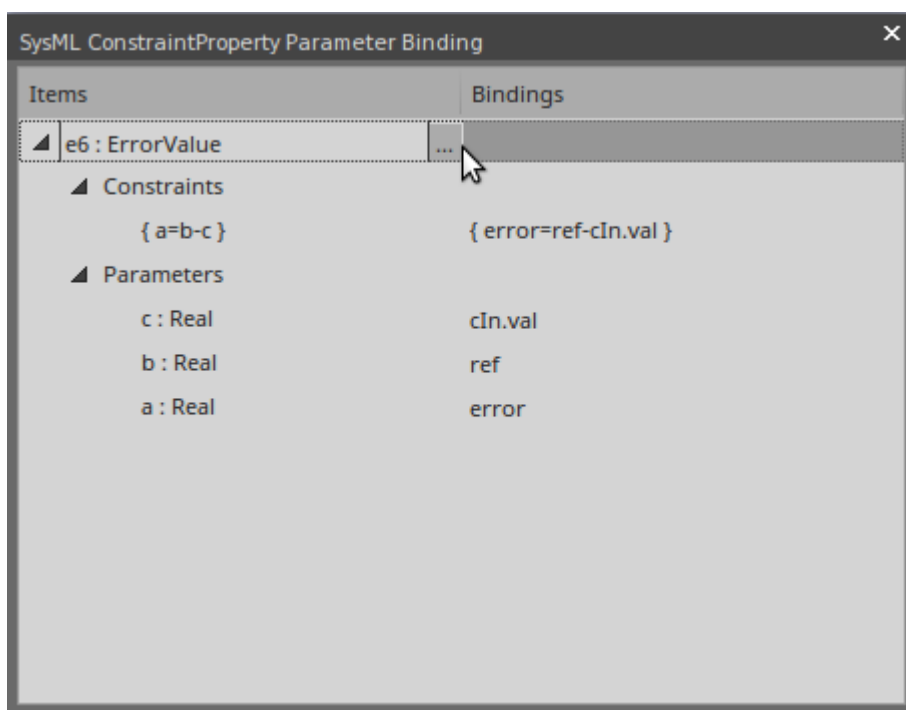 SysML ConstraintProperty Parameter Binding
Items Bindings
e6 : ErrorValue ...
Constraints
{ a=b-c } { error=ref-cIn.val }
Parameters
c : Real cIn.val
b : Real ref
a : Real error